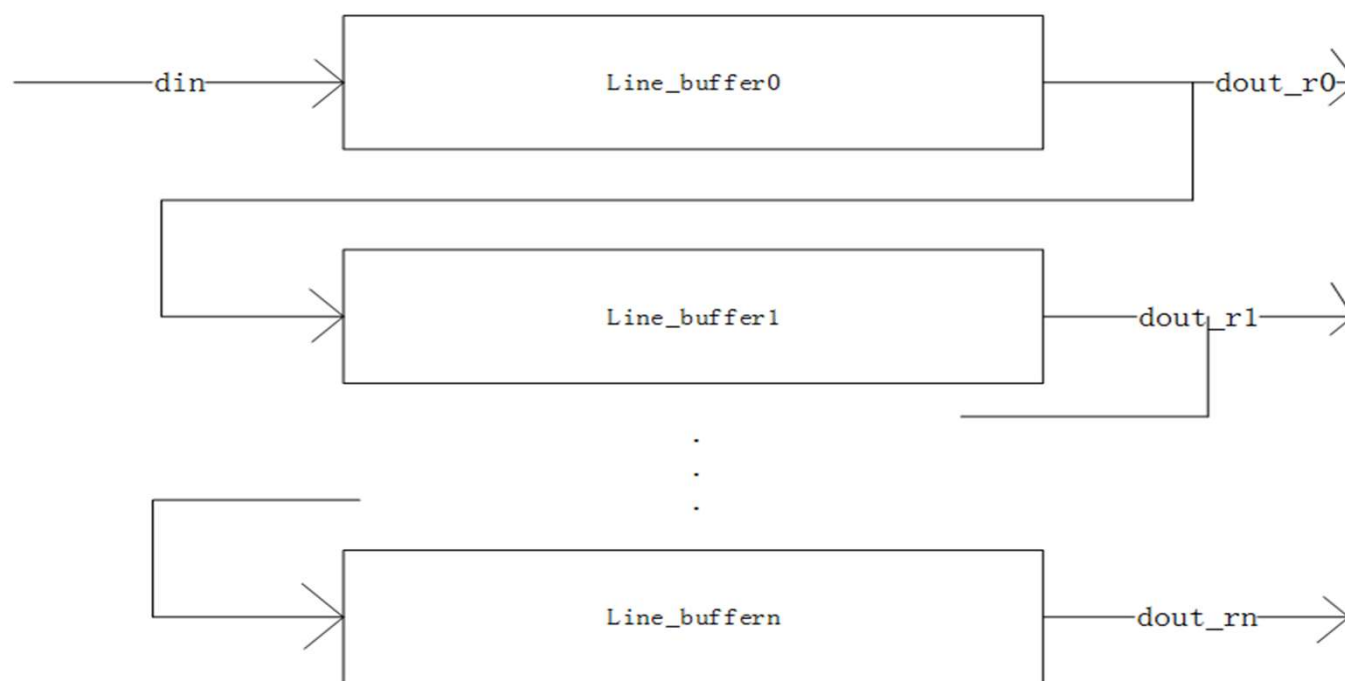 din
Line_buffer0
dout_r0
Line_buffer1
dout_r1
.
.
.
Line_buffern
dout_rn